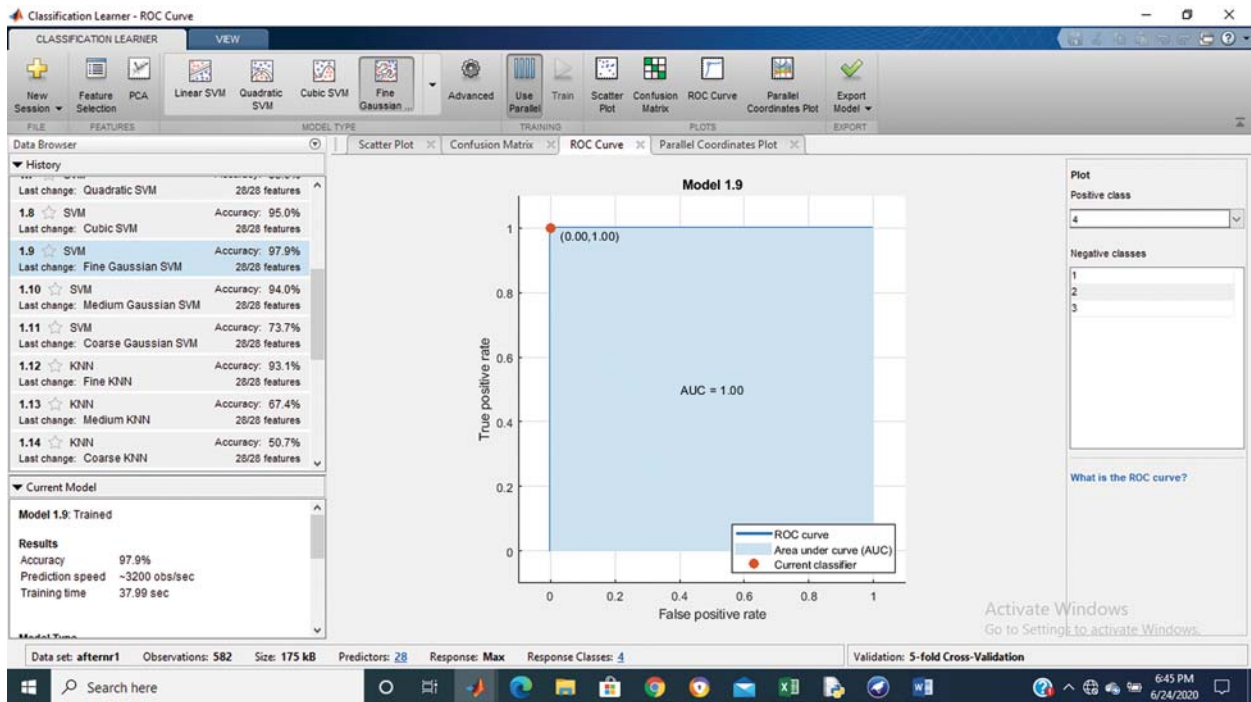 Classification Learner - ROC Curve
CLASSIFICATION LEARNER VIEW
New Session
Feature Selection
PCA
Linear SVM
Quadratic SVM
Cubic SVM
Fine Gaussian ...
Advanced
Use Parallel
Train
Scatter Plot
Confusion Matrix
ROC Curve
Parallel Coordinates Plot
Export Model
FILE FEATURES MODEL TYPE TRAINING PLOTS EXPORT
Data Browser
Scatter Plot Confusion Matrix ROC Curve Parallel Coordinates Plot
History
Last change: Quadratic SVM 28/28 features
1.8 SVM Accuracy: 95.0%
Last change: Cubic SVM 28/28 features
1.9 SVM Accuracy: 97.9%
Last change: Fine Gaussian SVM 28/28 features
1.10 SVM Accuracy: 94.0%
Last change: Medium Gaussian SVM 28/28 features
1.11 SVM Accuracy: 73.7%
Last change: Coarse Gaussian SVM 28/28 features
1.12 KNN Accuracy: 93.1%
Last change: Fine KNN 28/28 features
1.13 KNN Accuracy: 67.4%
Last change: Medium KNN 28/28 features
1.14 KNN Accuracy: 50.7%
Last change: Coarse KNN 28/28 features
Current Model
Model 1.9: Trained
Results
Accuracy 97.9%
Prediction speed ~3200 obs/sec
Training time 37.99 sec
Model 1.9
1
0.8
0.6
0.4
0.2
0
True positive rate
(0.00,1.00)
AUC = 1.00
ROC curve
Area under curve (AUC)
Current classifier
0 0.2 0.4 0.6 0.8 1
False positive rate
Plot
Positive class
4
Negative classes
1
2
3
What is the ROC curve?
Activate Windows
Go to Settings to activate Windows.
Data set: afternr1 Observations: 582 Size: 175 kB Predictors: 28 Response: Max Response Classes: 4 Validation: 5-fold Cross-Validation
Search here
6:45 PM
6/24/2020